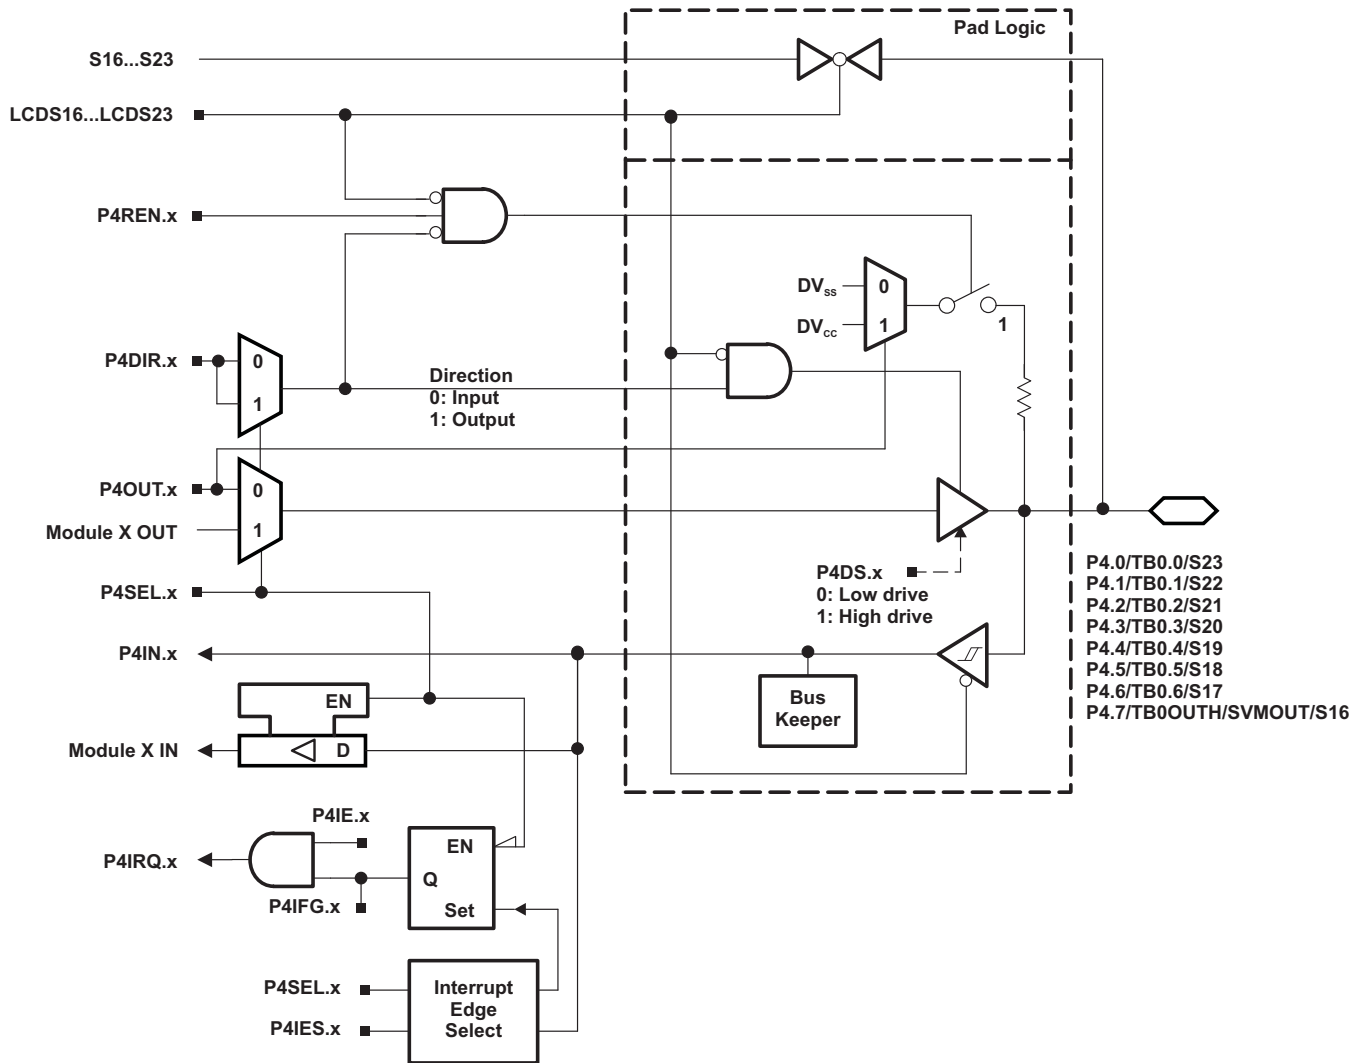 Pad Logic
S16...S23
LCDS16...LCDS23
P4REN.x
DVSS
0
DVCC
1
1
P4DIR.x
0
1
Direction
0: Input
1: Output
P4OUT.x
0
Module X OUT
1
P4DS.x
0: Low drive
1: High drive
P4.0/TB0.0/S23
P4.1/TB0.1/S22
P4.2/TB0.2/S21
P4.3/TB0.3/S20
P4.4/TB0.4/S19
P4.5/TB0.5/S18
P4.6/TB0.6/S17
P4.7/TB0OUTH/SVMOUT/S16
P4SEL.x
P4IN.x
Bus
Keeper
EN
Module X IN
D
P4IE.x
P4IRQ.x
EN
Q
P4IFG.x
Set
P4SEL.x
P4IES.x
Interrupt
Edge
Select